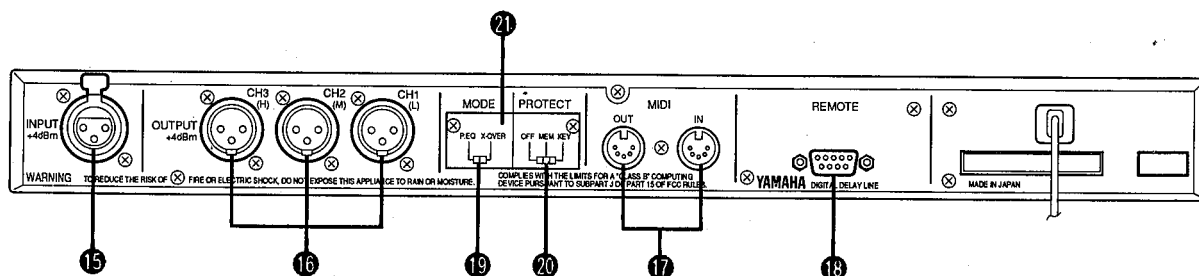 21
INPUT
+4dBm
OUTPUT
+4dBm
CH3
(H)
CH2
(M)
CH1
(L)
MODE
P.EQ X-OVER
PROTECT
OFF MEM KEY
MIDI
OUT
IN
REMOTE
WARNING TO REDUCE THE RISK OF FIRE OR ELECTRIC SHOCK, DO NOT EXPOSE THIS APPLIANCE TO RAIN OR MOISTURE.
COMPLIES WITH THE LIMITS FOR A "CLASS B" COMPUTING
DEVICE PURSUANT TO SUBPART J OF PART 15 OF FCC RULES.
YAMAHA DIGITAL DELAY LINE
MADE IN JAPAN
15
16
19
20
17
18